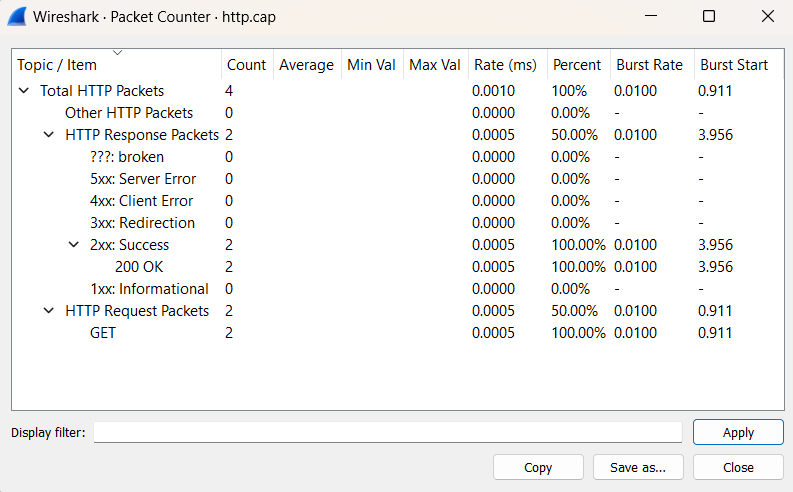 Wireshark · Packet Counter · http.cap
Topic / Item Count Average Min Val Max Val Rate (ms) Percent Burst Rate Burst Start
Total HTTP Packets 4 0.0010 100% 0.0100 0.911
Other HTTP Packets 0 0.0000 0.00% - -
HTTP Response Packets 2 0.0005 50.00% 0.0100 3.956
???: broken 0 0.0000 0.00% - -
5xx: Server Error 0 0.0000 0.00% - -
4xx: Client Error 0 0.0000 0.00% - -
3xx: Redirection 0 0.0000 0.00% - -
2xx: Success 2 0.0005 100.00% 0.0100 3.956
200 OK 2 0.0005 100.00% 0.0100 3.956
1xx: Informational 0 0.0000 0.00% - -
HTTP Request Packets 2 0.0005 50.00% 0.0100 0.911
GET 2 0.0005 100.00% 0.0100 0.911
Display filter: Apply
Copy Save as... Close